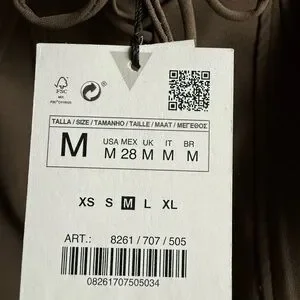 FSC
TALLA / SIZE / TAMANHO / TAILLE / MAAT / ΜΕΓΕΘΟΣ
M
USA MEX UK IT BR
M 28 M M M
XS S M L XL
ART.: 8261 / 707 / 505
08261707505034